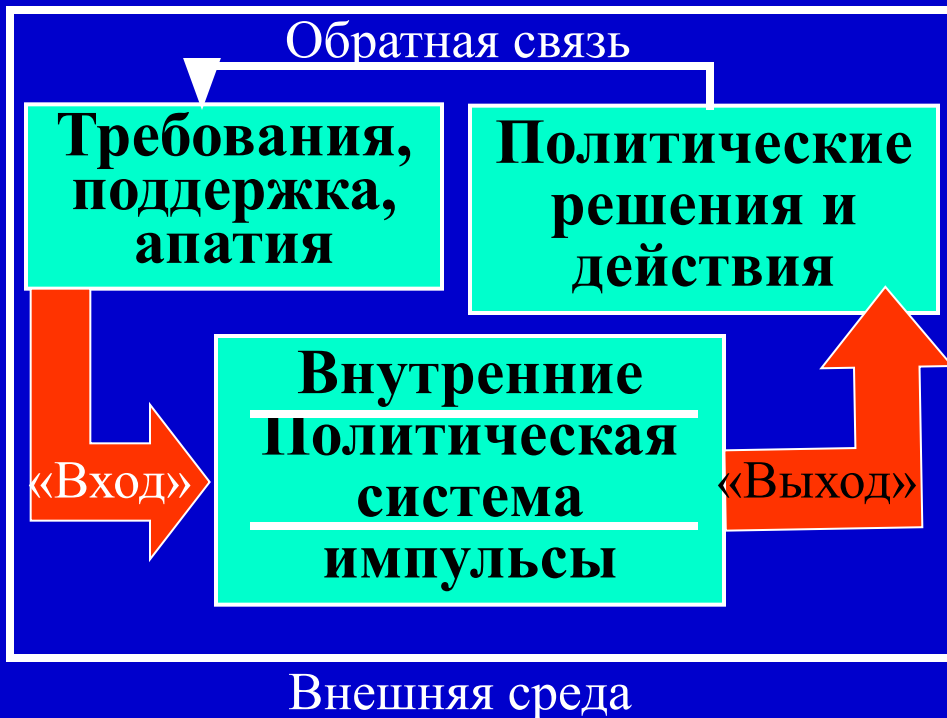 Обратная связь
Требования,
поддержка,
апатия
Политические
решения и
действия
Внутренние
Политическая
система
импульсы
«Вход»
«Выход»
Внешняя среда